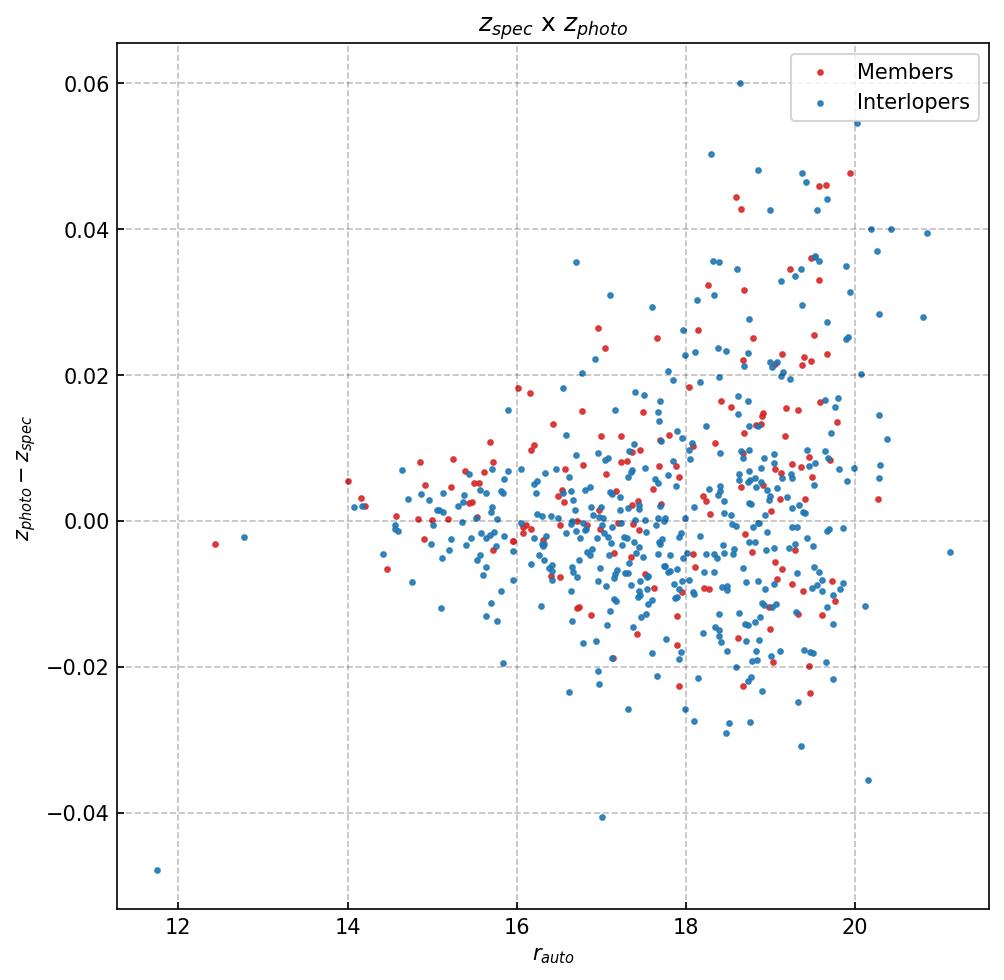 z_spec x z_photo
Members
Interlopers
0.06
0.04
0.02
0.00
−0.02
−0.04
z_photo − z_spec
12 14 16 18 20
r_auto